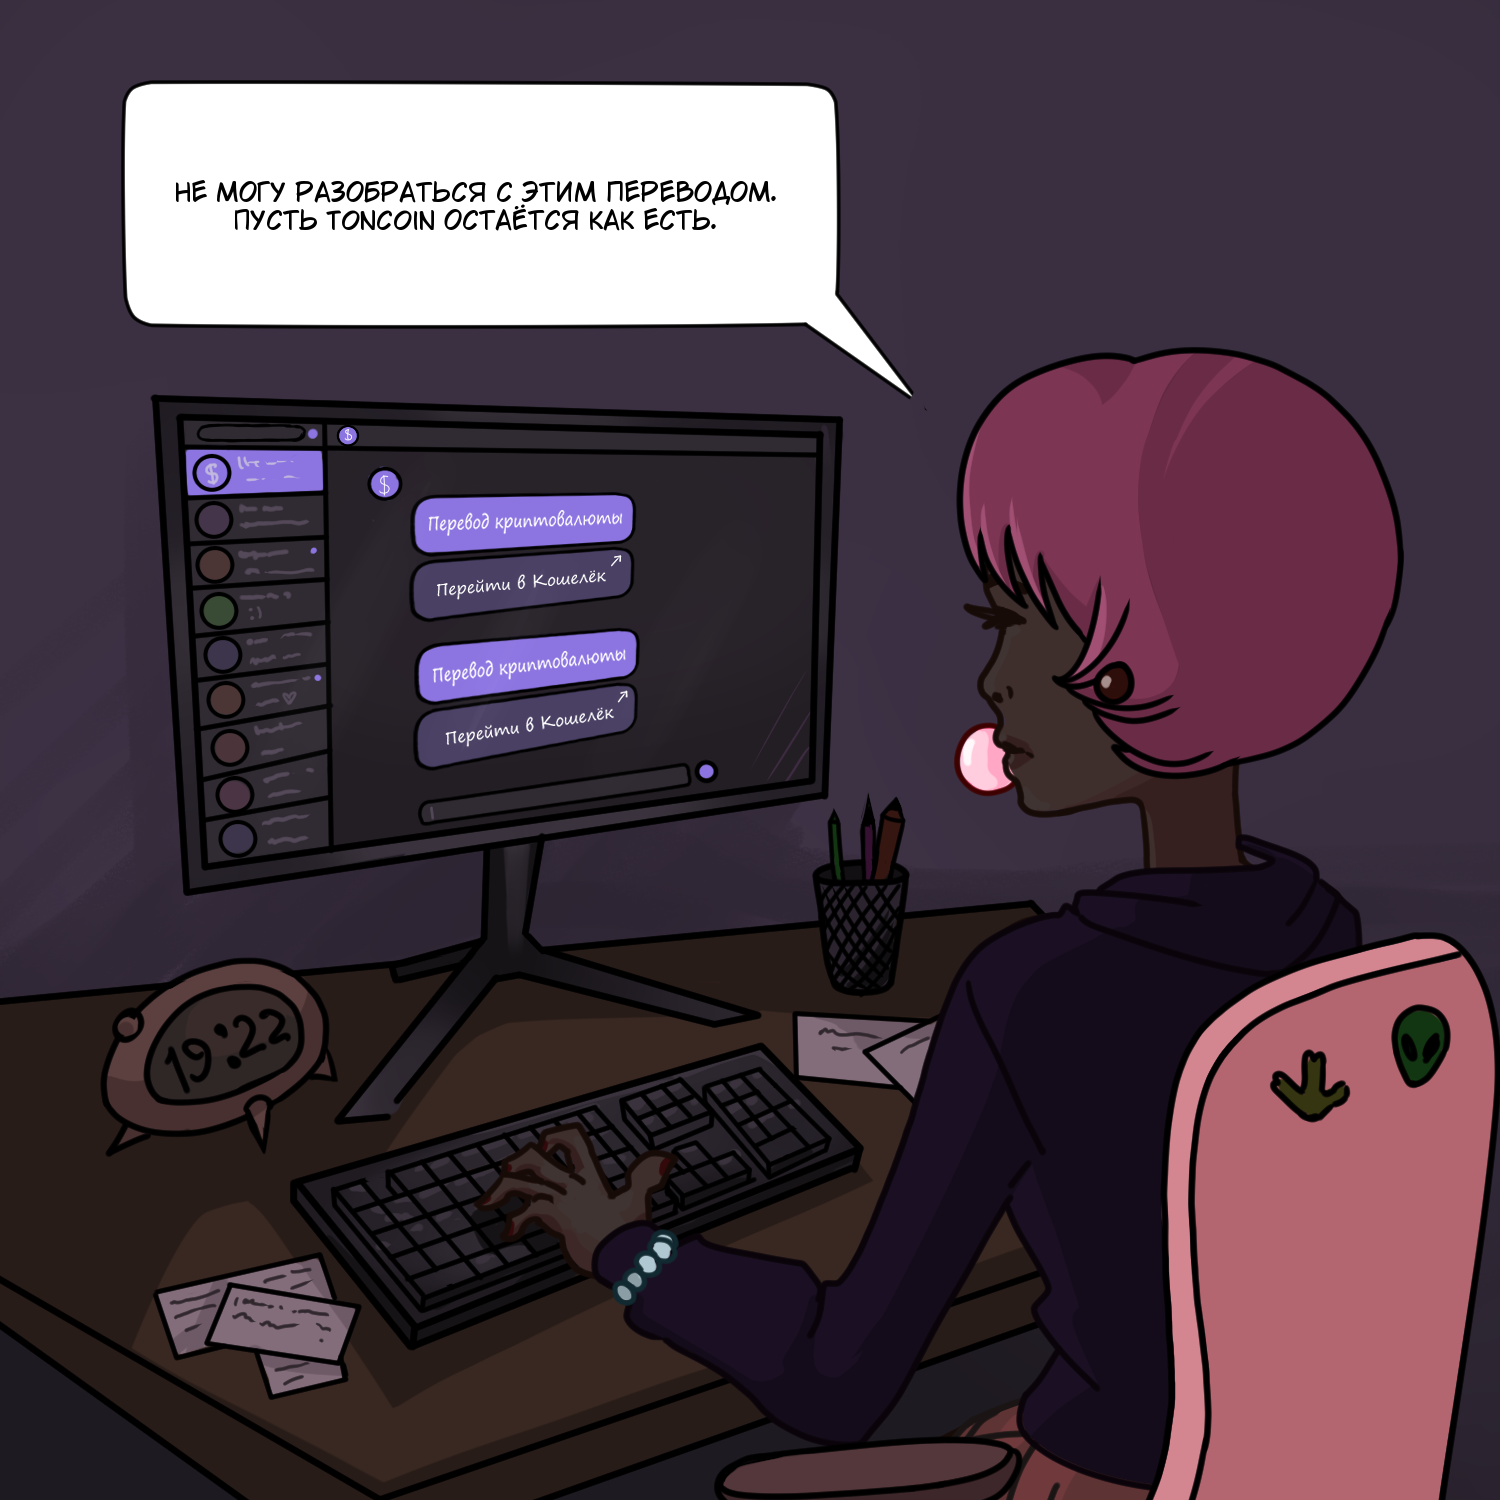 НЕ МОГУ РАЗОБРАТЬСЯ С ЭТИМ ПЕРЕВОДОМ.
ПУСТЬ TONCOIN ОСТАЁТСЯ КАК ЕСТЬ.
$
$
$
:)
Перевод криптовалюты
Перейти в Кошелёк
Перевод криптовалюты
Перейти в Кошелёк
19:22